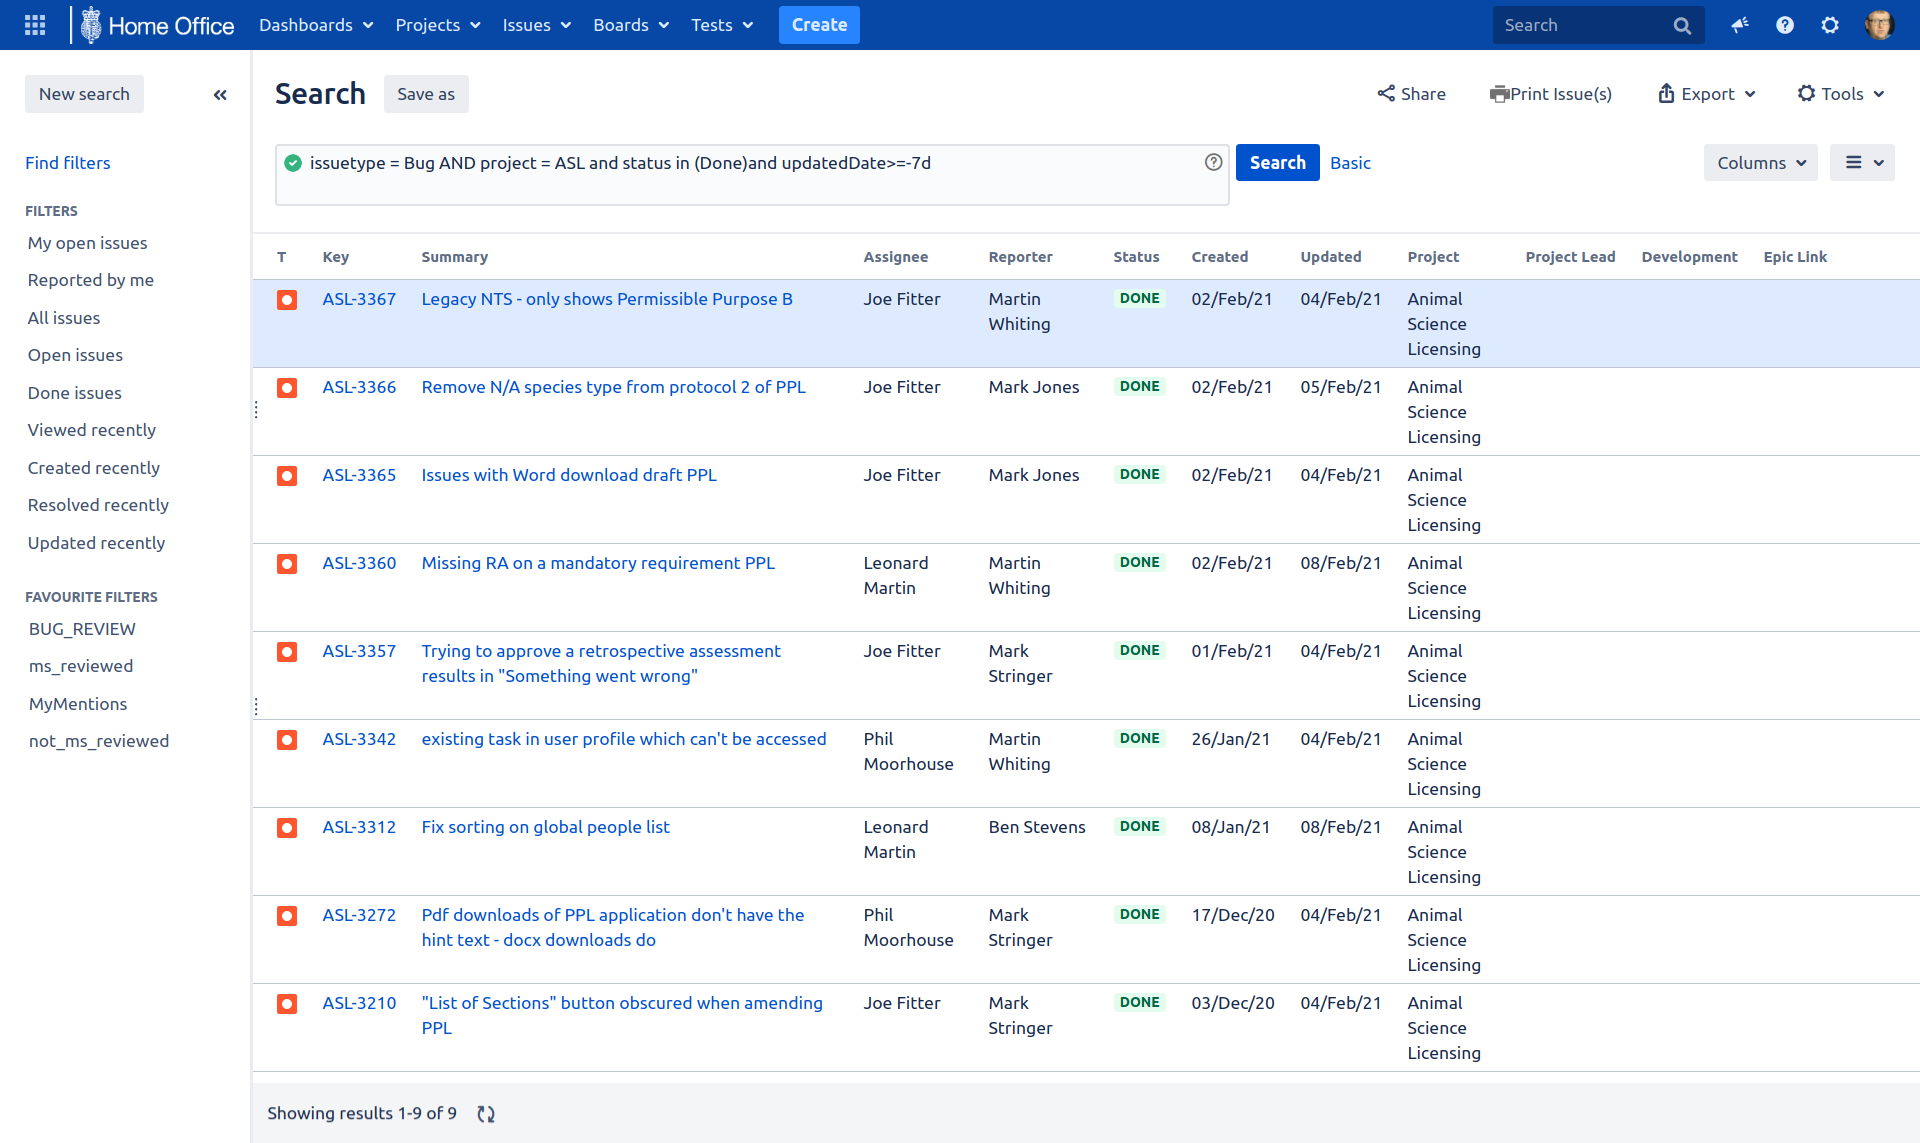 Home Office Dashboards Projects Issues Boards Tests Create Search
New search
Find filters
FILTERS
My open issues
Reported by me
All issues
Open issues
Done issues
Viewed recently
Created recently
Resolved recently
Updated recently
FAVOURITE FILTERS
BUG_REVIEW
ms_reviewed
MyMentions
not_ms_reviewed
Search Save as Share Print Issue(s) Export Tools
issuetype = Bug AND project = ASL and status in (Done)and updatedDate>=-7d Search Basic Columns
T Key Summary Assignee Reporter Status Created Updated Project Project Lead Development Epic Link
ASL-3367 Legacy NTS - only shows Permissible Purpose B Joe Fitter Martin DONE 02/Feb/21 04/Feb/21 Animal
Whiting Science
Licensing
ASL-3366 Remove N/A species type from protocol 2 of PPL Joe Fitter Mark Jones DONE 02/Feb/21 05/Feb/21 Animal
Science
Licensing
ASL-3365 Issues with Word download draft PPL Joe Fitter Mark Jones DONE 02/Feb/21 04/Feb/21 Animal
Science
Licensing
ASL-3360 Missing RA on a mandatory requirement PPL Leonard Martin DONE 02/Feb/21 08/Feb/21 Animal
Martin Whiting Science
Licensing
ASL-3357 Trying to approve a retrospective assessment Joe Fitter Mark DONE 01/Feb/21 04/Feb/21 Animal
results in "Something went wrong" Stringer Science
Licensing
ASL-3342 existing task in user profile which can't be accessed Phil Martin DONE 26/Jan/21 04/Feb/21 Animal
Moorhouse Whiting Science
Licensing
ASL-3312 Fix sorting on global people list Leonard Ben Stevens DONE 08/Jan/21 08/Feb/21 Animal
Martin Science
Licensing
ASL-3272 Pdf downloads of PPL application don't have the Phil Mark DONE 17/Dec/20 04/Feb/21 Animal
hint text - docx downloads do Moorhouse Stringer Science
Licensing
ASL-3210 "List of Sections" button obscured when amending Joe Fitter Mark DONE 03/Dec/20 04/Feb/21 Animal
PPL Stringer Science
Licensing
Showing results 1-9 of 9